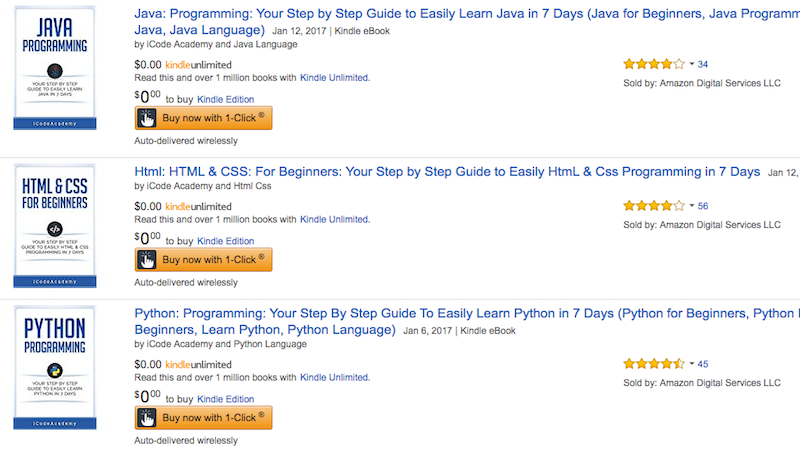 JAVA
PROGRAMMING
YOUR STEP BY STEP
GUIDE TO EASILY LEARN
JAVA IN 7 DAYS
iCodeAcademy
Java: Programming: Your Step by Step Guide to Easily Learn Java in 7 Days (Java for Beginners, Java Programm
Java, Java Language) Jan 12, 2017 | Kindle eBook
by iCode Academy and Java Language
$0.00 kindleunlimited
Read this and over 1 million books with Kindle Unlimited.
$0 00 to buy Kindle Edition
Buy now with 1-Click ®
Auto-delivered wirelessly
34
Sold by: Amazon Digital Services LLC
HTML & CSS
FOR BEGINNERS
</>
YOUR STEP BY STEP
GUIDE TO EASILY HTML & CSS
PROGRAMMING IN 7 DAYS
iCodeAcademy
Html: HTML & CSS: For Beginners: Your Step by Step Guide to Easily HtmL & Css Programming in 7 Days Jan 12,
by iCode Academy and Html Css
$0.00 kindleunlimited
Read this and over 1 million books with Kindle Unlimited.
$0 00 to buy Kindle Edition
Buy now with 1-Click ®
Auto-delivered wirelessly
56
Sold by: Amazon Digital Services LLC
PYTHON
PROGRAMMING
YOUR STEP BY STEP
GUIDE TO EASILY LEARN
PYTHON IN 7 DAYS
iCodeAcademy
Python: Programming: Your Step By Step Guide To Easily Learn Python in 7 Days (Python for Beginners, Python
Beginners, Learn Python, Python Language) Jan 6, 2017 | Kindle eBook
by iCode Academy and Python Language
$0.00 kindleunlimited
Read this and over 1 million books with Kindle Unlimited.
$0 00 to buy Kindle Edition
Buy now with 1-Click ®
Auto-delivered wirelessly
45
Sold by: Amazon Digital Services LLC